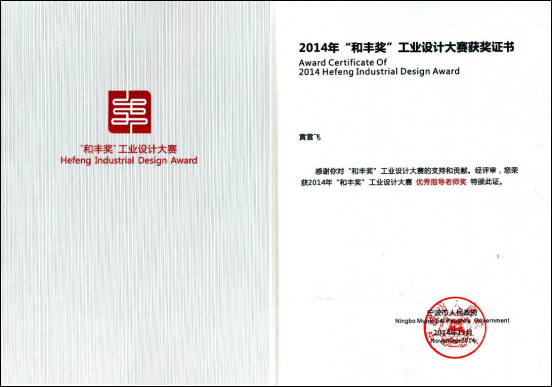 “和丰奖”工业设计大赛
Hefeng Industrial Design Award
2014年“和丰奖”工业设计大赛获奖证书
Award Certificate Of
2014 Hefeng Industrial Design Award
黄雪飞
感谢你对“和丰奖”工业设计大赛的支持和贡献。经评审，您荣
获2014年“和丰奖”工业设计大赛 优秀指导老师奖 特颁此证。
宁波市人民政府
Ningbo Municipal People's Government
2014年11月
November 2014